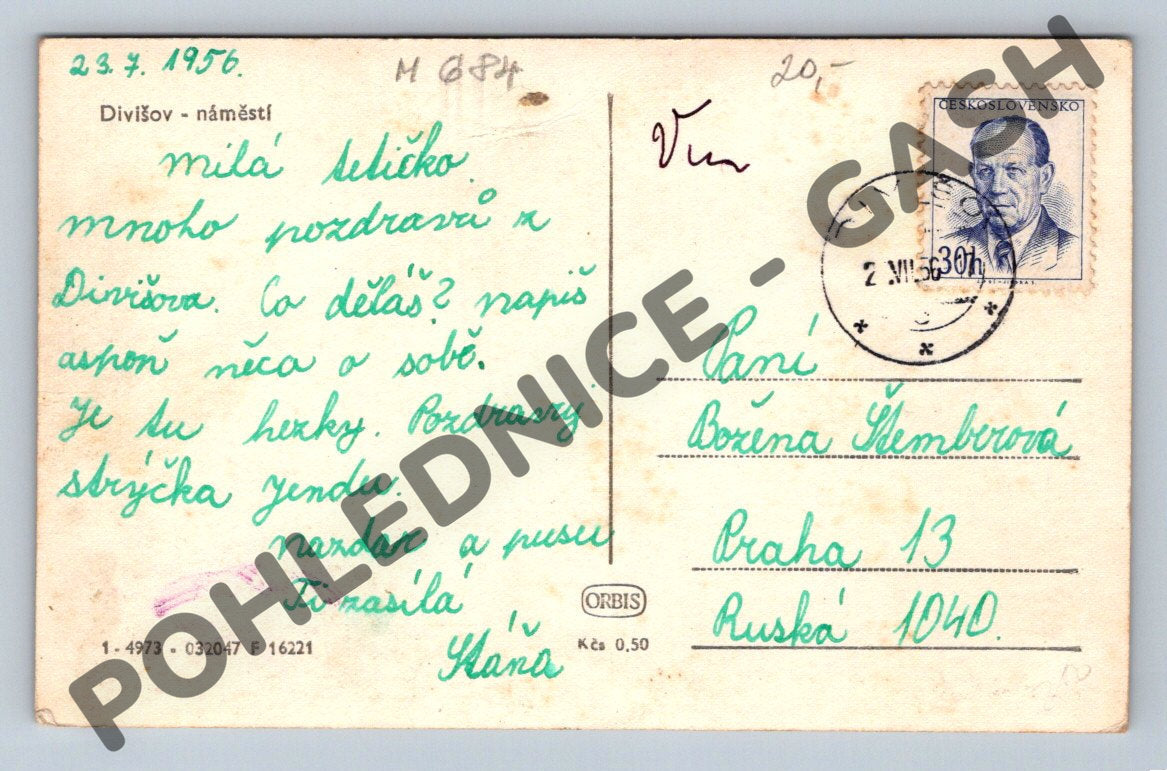 23.7. 1956.
M 684
20,-
Divišov - náměstí
ČESKOSLOVENSKO
30h
milá tetičko
mnoho pozdravů z
Divišova. Co děláš? napiš
aspoň něco o sobě.
Je tu hezky. Pozdravuj
strýčka Jendu.
nazdar a pusu
Ti zasílá
Stáňa
Paní
Božena Štemberová
Praha 13
Ruská 1040.
ORBIS
1 - 4973 - 032047 F 16221
Kčs 0,50
POHLEDNICE - GASH